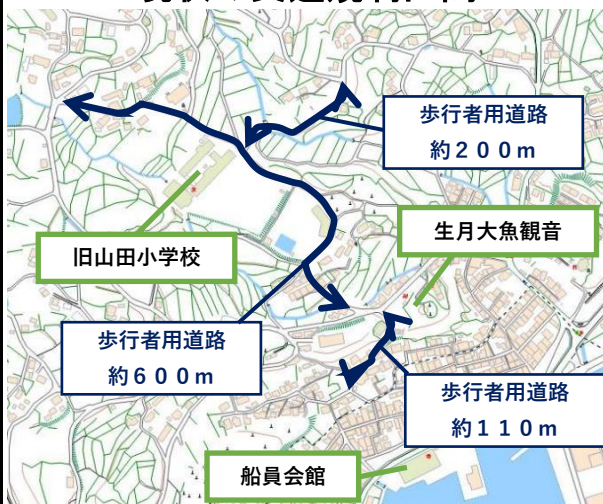 歩行者用道路
約200m
生月大魚観音
旧山田小学校
歩行者用道路
約600m
歩行者用道路
約110m
船員会館